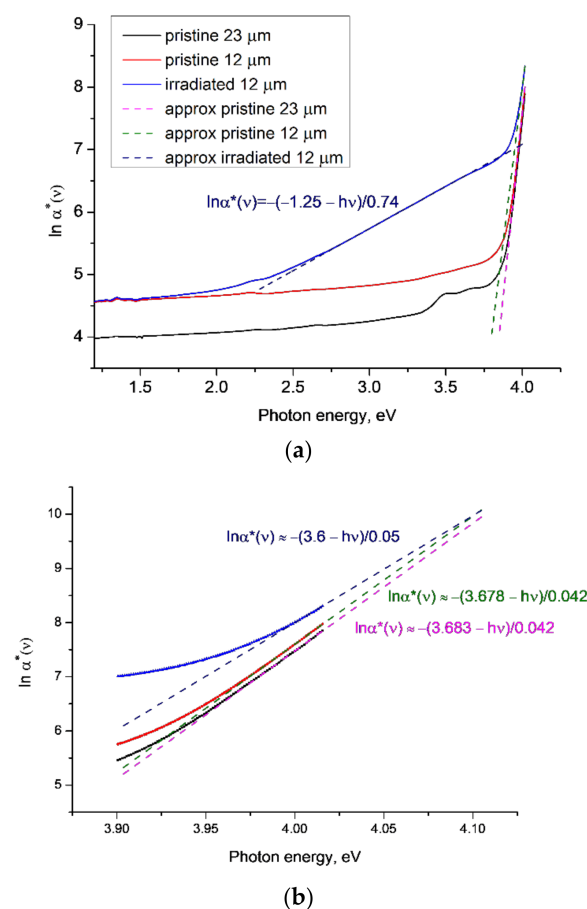 pristine 23 μm
pristine 12 μm
irradiated 12 μm
approx pristine 23 μm
approx pristine 12 μm
approx irradiated 12 μm
lnα*(ν)=–(–1.25 – hν)/0.74
ln α*(ν)
9
8
7
6
5
4
1.5 2.0 2.5 3.0 3.5 4.0
Photon energy, eV
(a)
lnα*(ν) ≈ –(3.6 – hν)/0.05
lnα*(ν) ≈ –(3.678 – hν)/0.042
lnα*(ν) ≈ –(3.683 – hν)/0.042
ln α*(ν)
11
10
9
8
7
6
5
3.90 3.95 4.00 4.05 4.10
Photon energy, eV
(b)